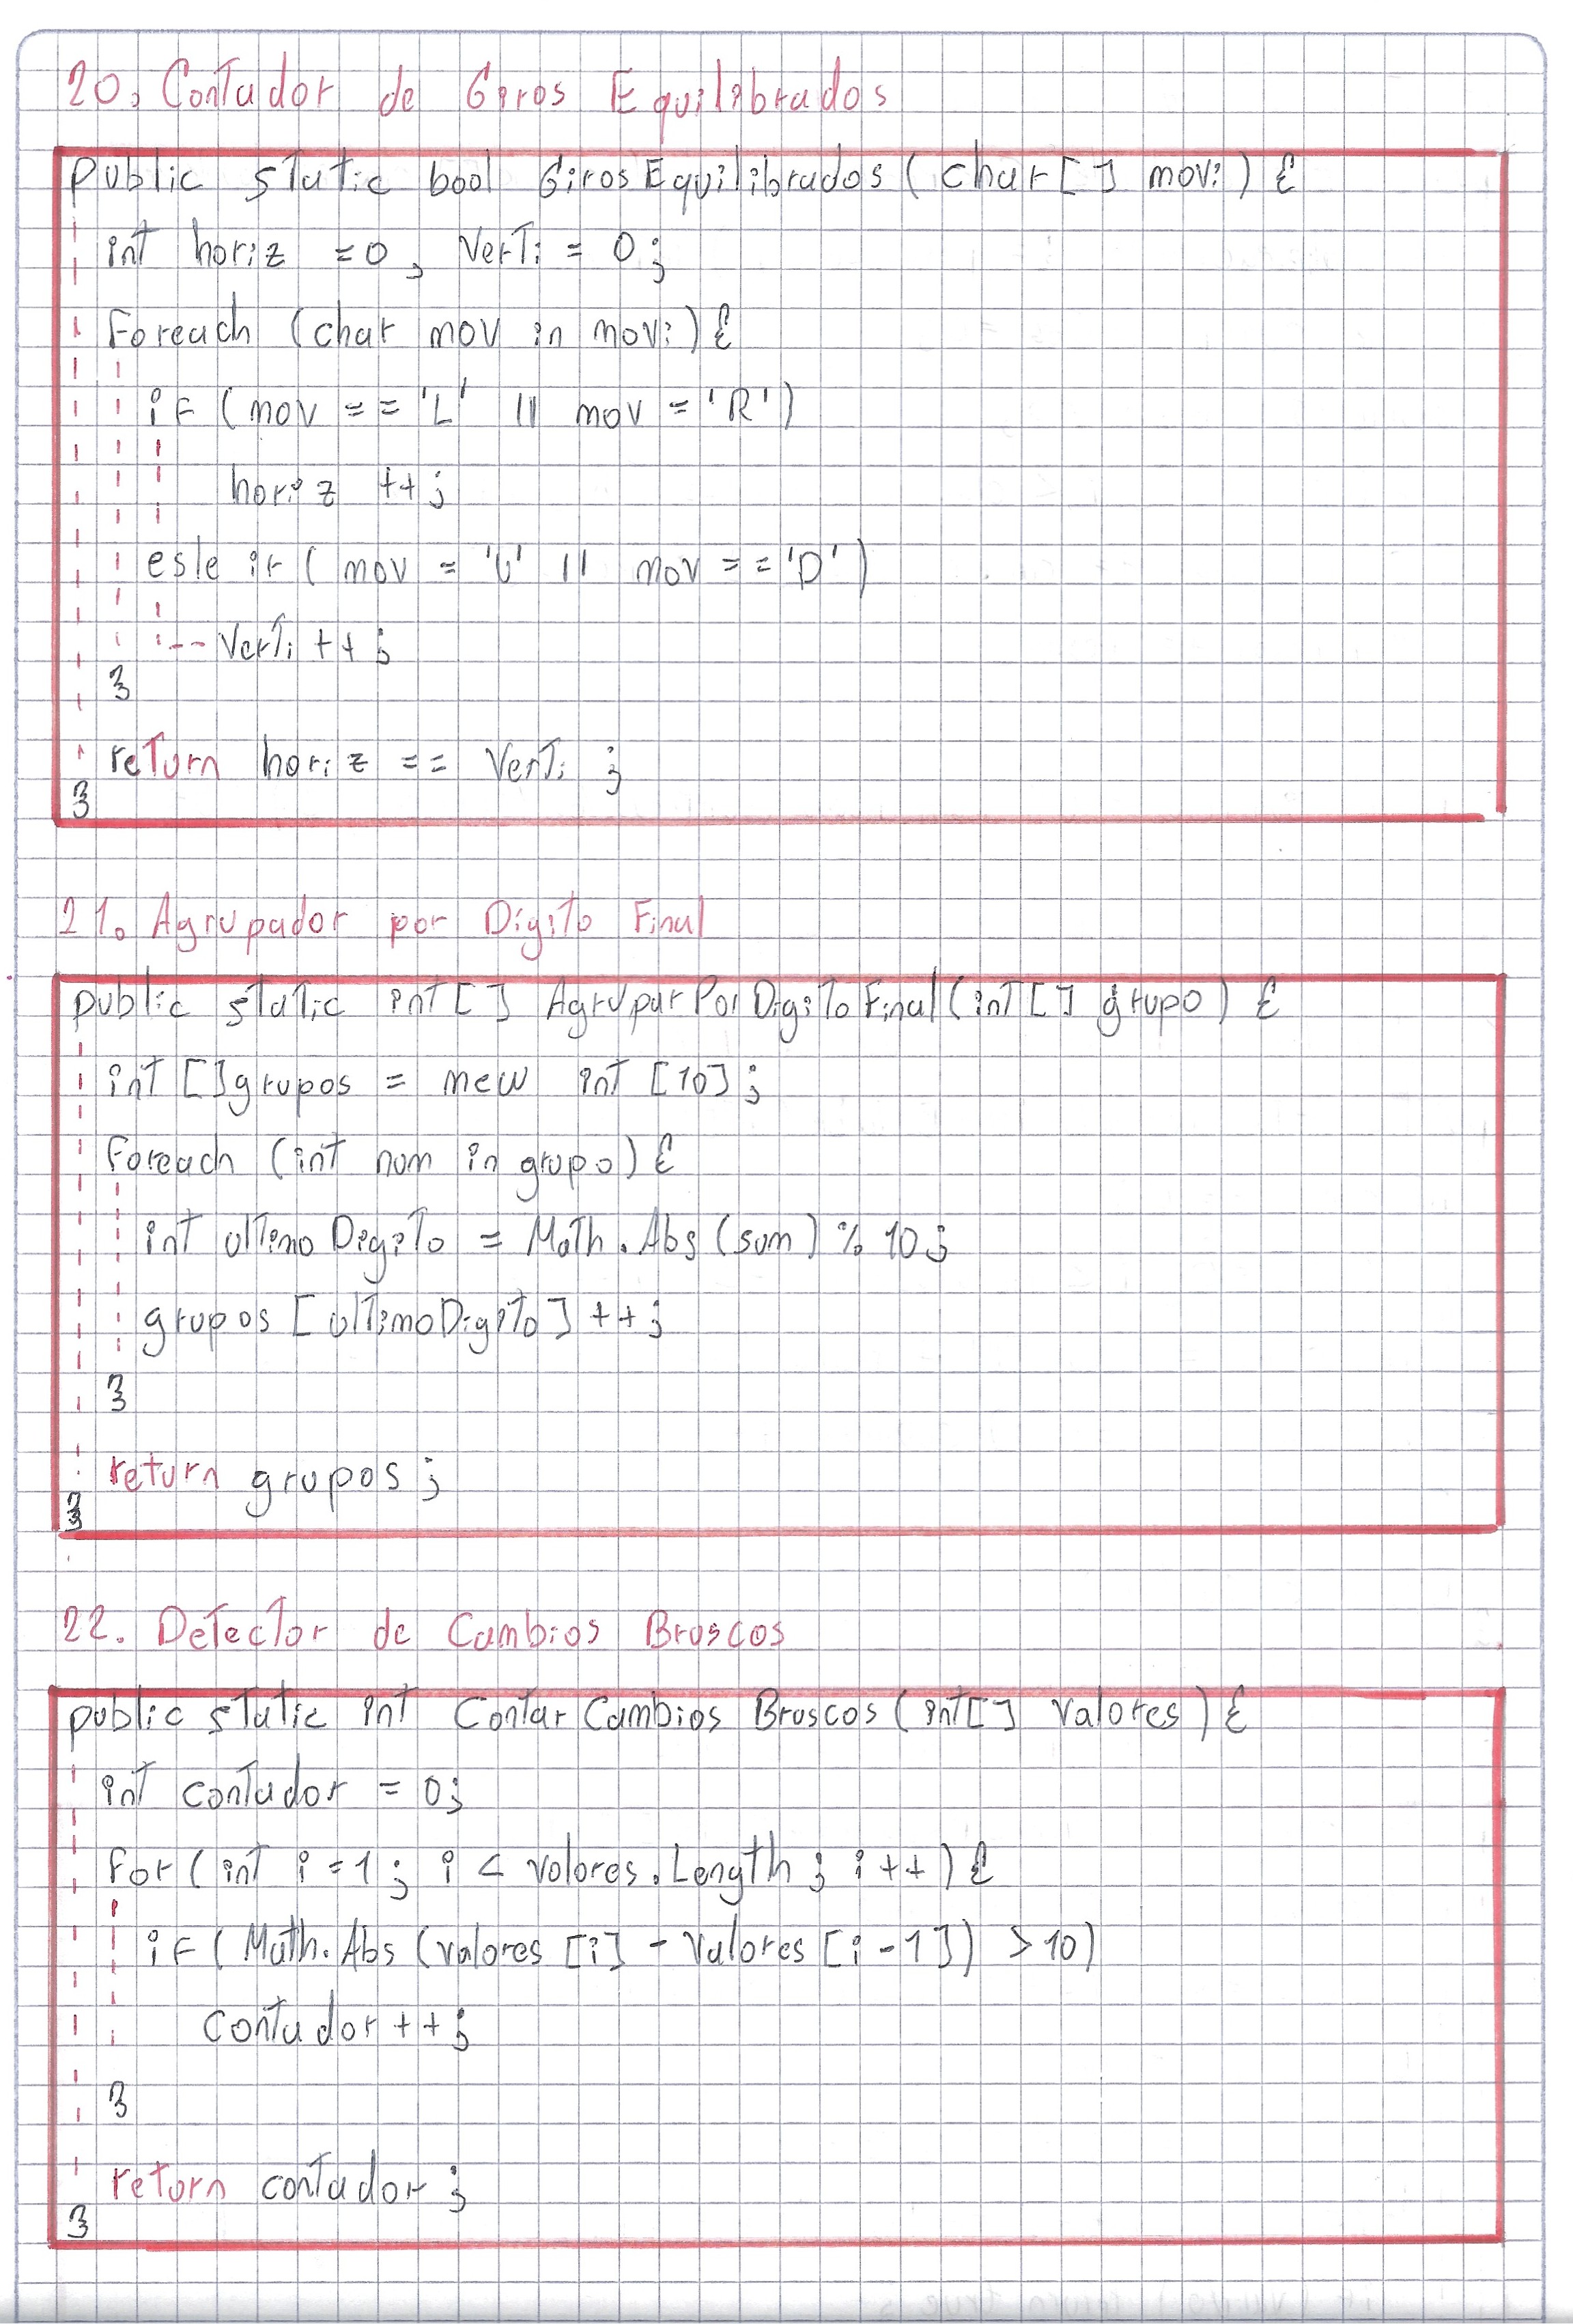 20. Contador de Giros Equilibrados
public static bool GirosEquilibrados (char[] movi) {
int horiz = 0, Verti = 0;
Foreach (char mov in movi) {
if (mov == 'L' || mov = 'R')
horiz ++;
esle if ( mov = 'U' || mov == 'D')
Verti ++;
}
return horiz == Verti ;
}
21. Agrupador por Digito Final
public static int[] AgruparPorDigitoFinal (int[] grupo) {
int []grupos = new int [10];
Foreach (int num in grupo) {
int ultimoDigito = Math.Abs (sum) % 10;
grupos [ultimoDigito] ++;
}
return grupos ;
}
22. Detector de Cambios Bruscos
public static int Contar Cambios Bruscos (int[] Valores) {
int contador = 0;
For (int i = 1; i < valores.Length ; i ++) {
if ( Math.Abs (valores [i] - Valores [i - 1]) > 10)
Contador ++;
}
return contador ;
}